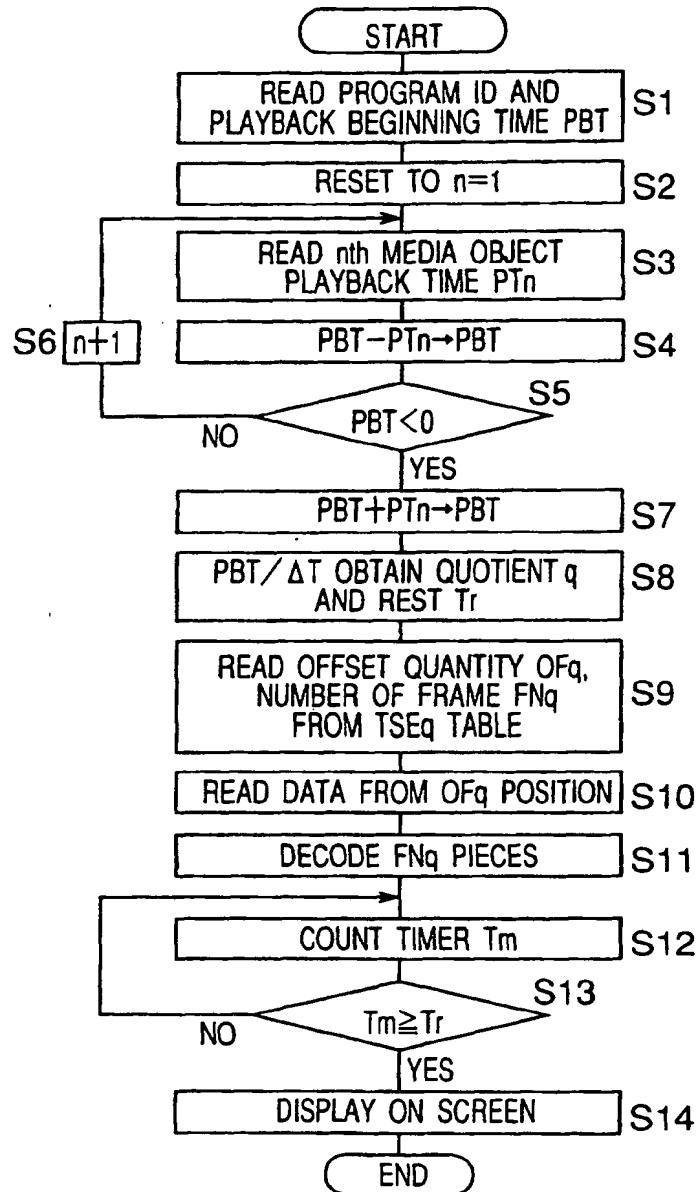 START
READ PROGRAM ID AND
PLAYBACK BEGINNING TIME PBT
S1
RESET TO n=1
S2
READ nth MEDIA OBJECT
PLAYBACK TIME PTn
S3
S6 n+1
PBT-PTn→PBT
S4
S5
PBT<0
NO
YES
PBT+PTn→PBT
S7
PBT/ΔT OBTAIN QUOTIENT q
AND REST Tr
S8
READ OFFSET QUANTITY OFq,
NUMBER OF FRAME FNq
FROM TSEq TABLE
S9
READ DATA FROM OFq POSITION
S10
DECODE FNq PIECES
S11
COUNT TIMER Tm
S12
S13
Tm≧Tr
NO
YES
DISPLAY ON SCREEN
S14
END